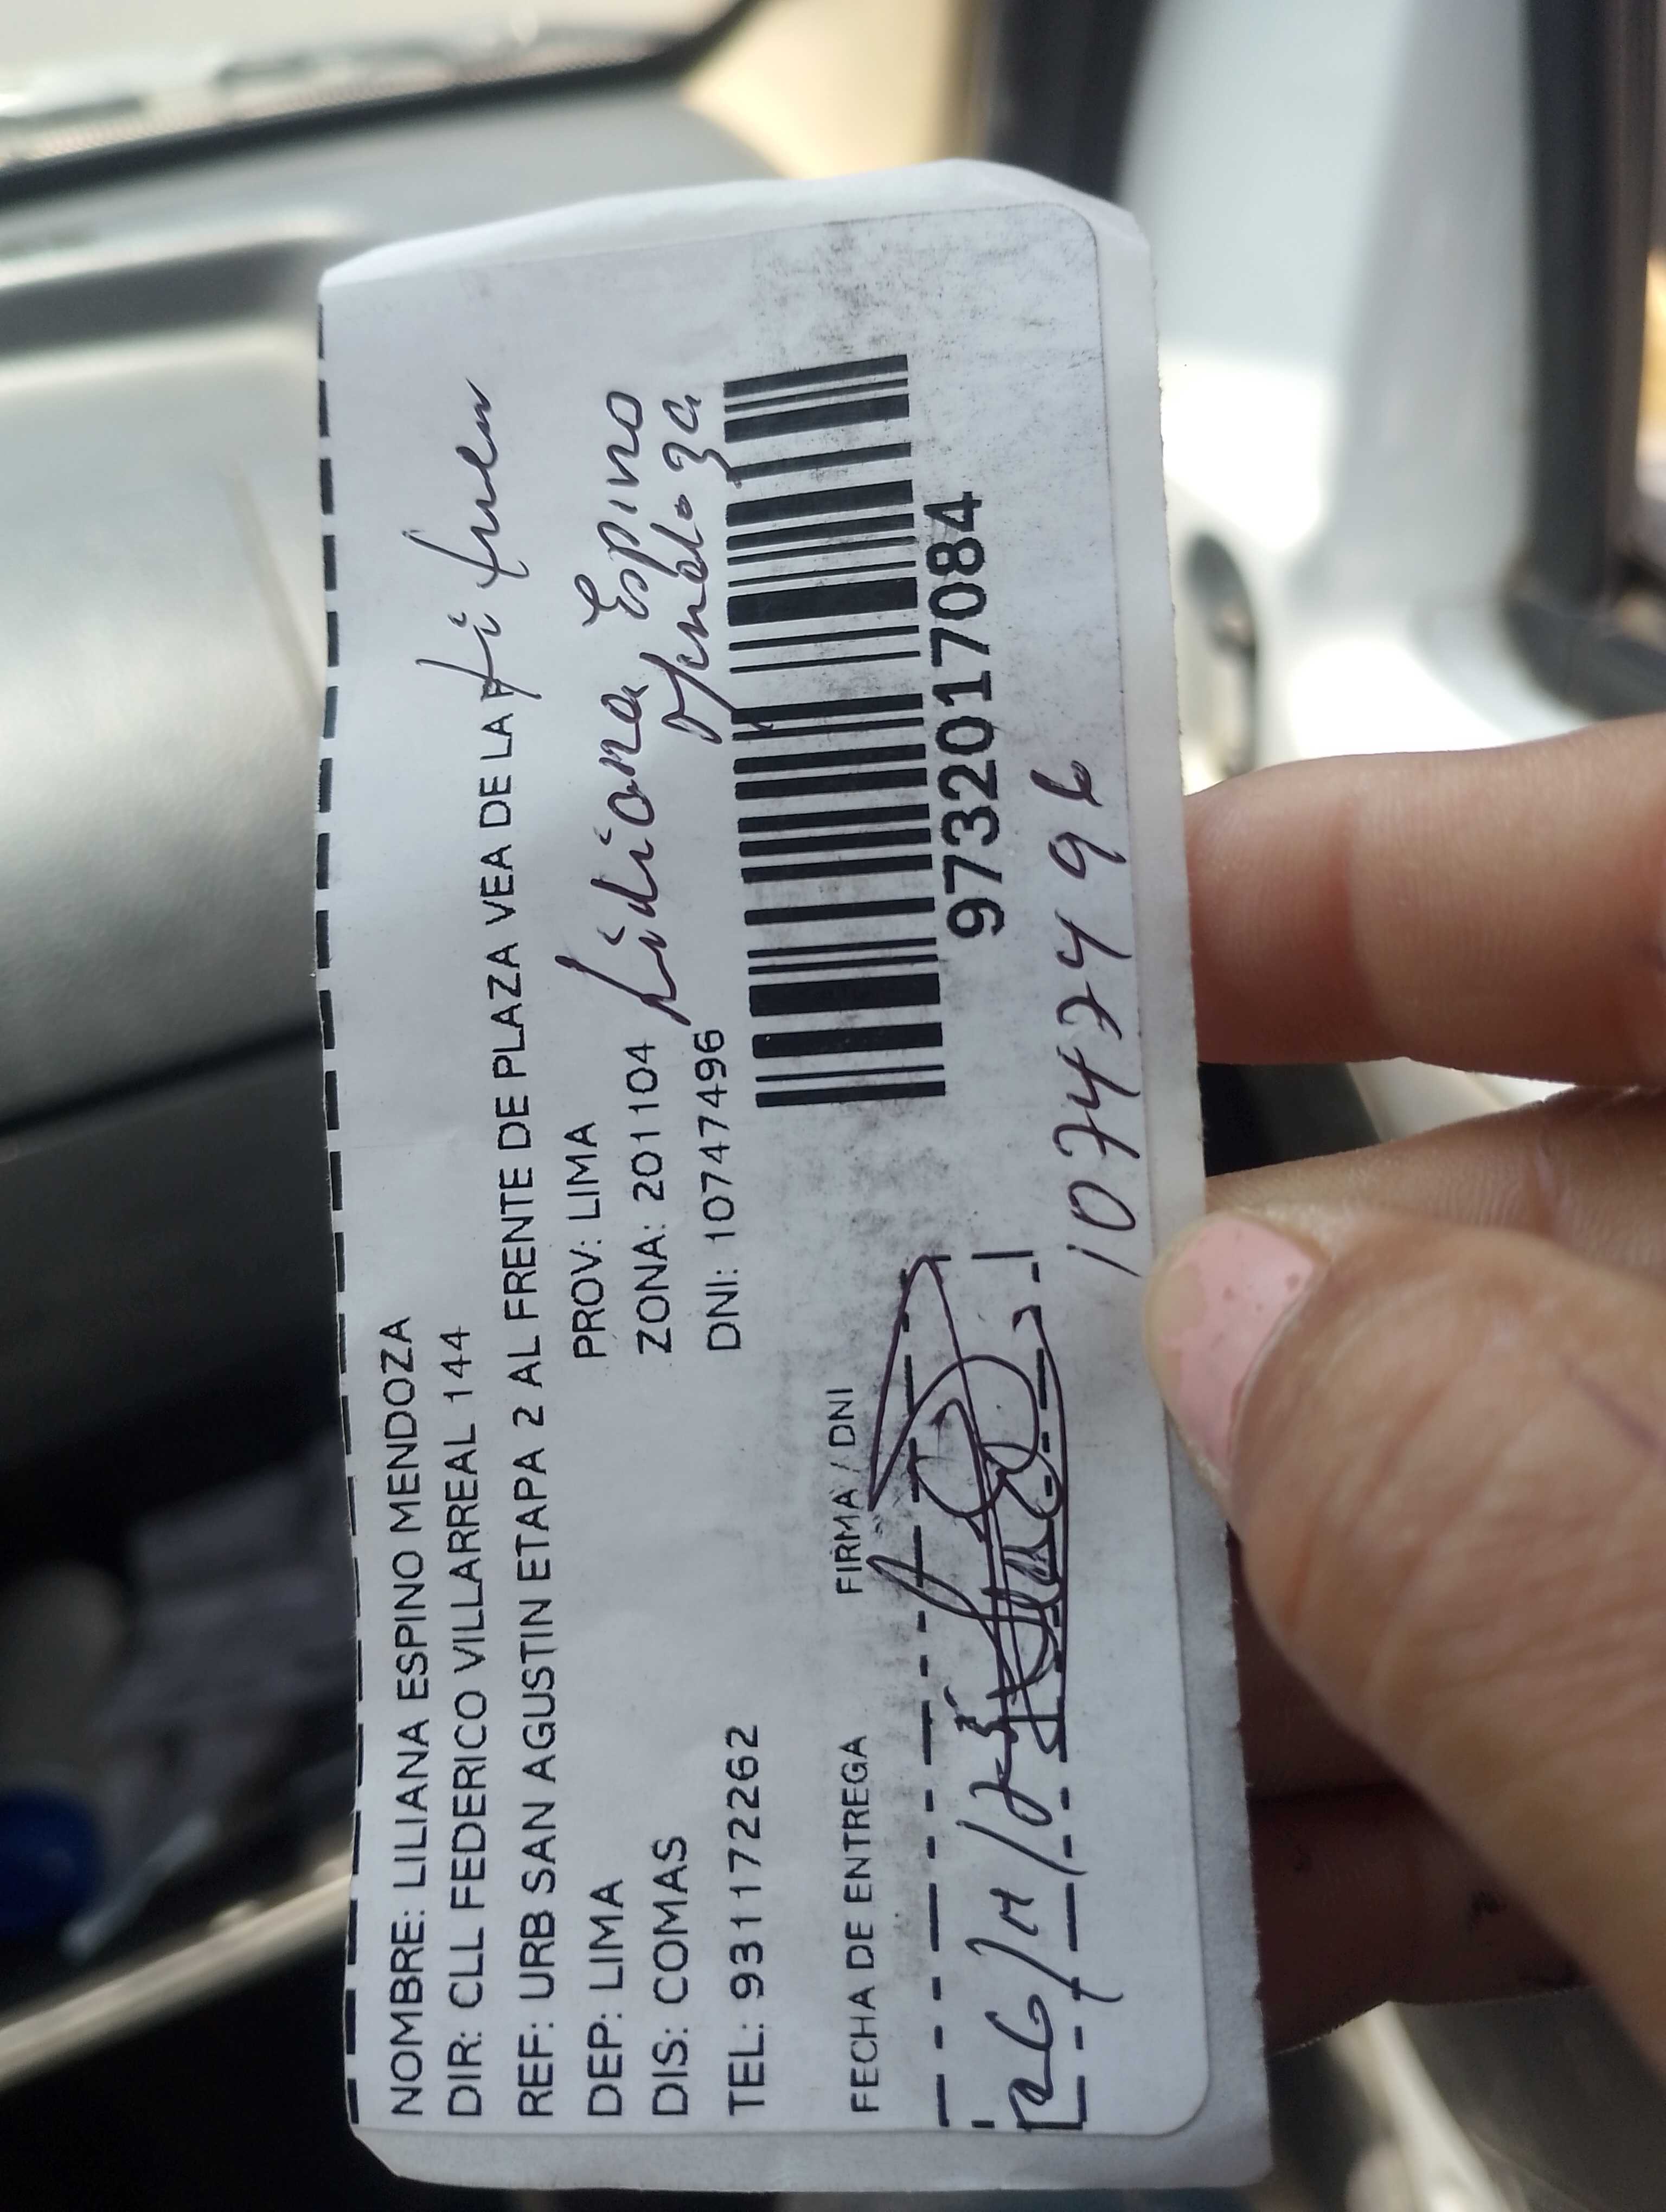 NOMBRE: LILIANA ESPINO MENDOZA
DIR: CLL FEDERICO VILLARREAL 144
REF: URB SAN AGUSTIN ETAPA 2 AL FRENTE DE PLAZA VEA DE LA
DEP: LIMA PROV: LIMA
DIS: COMAS ZONA: 201104
TEL: 931172262 DNI: 10747496
Liliana Espino
Mendoza
FECHA DE ENTREGA FIRMA / DNI
9732017084
10747496